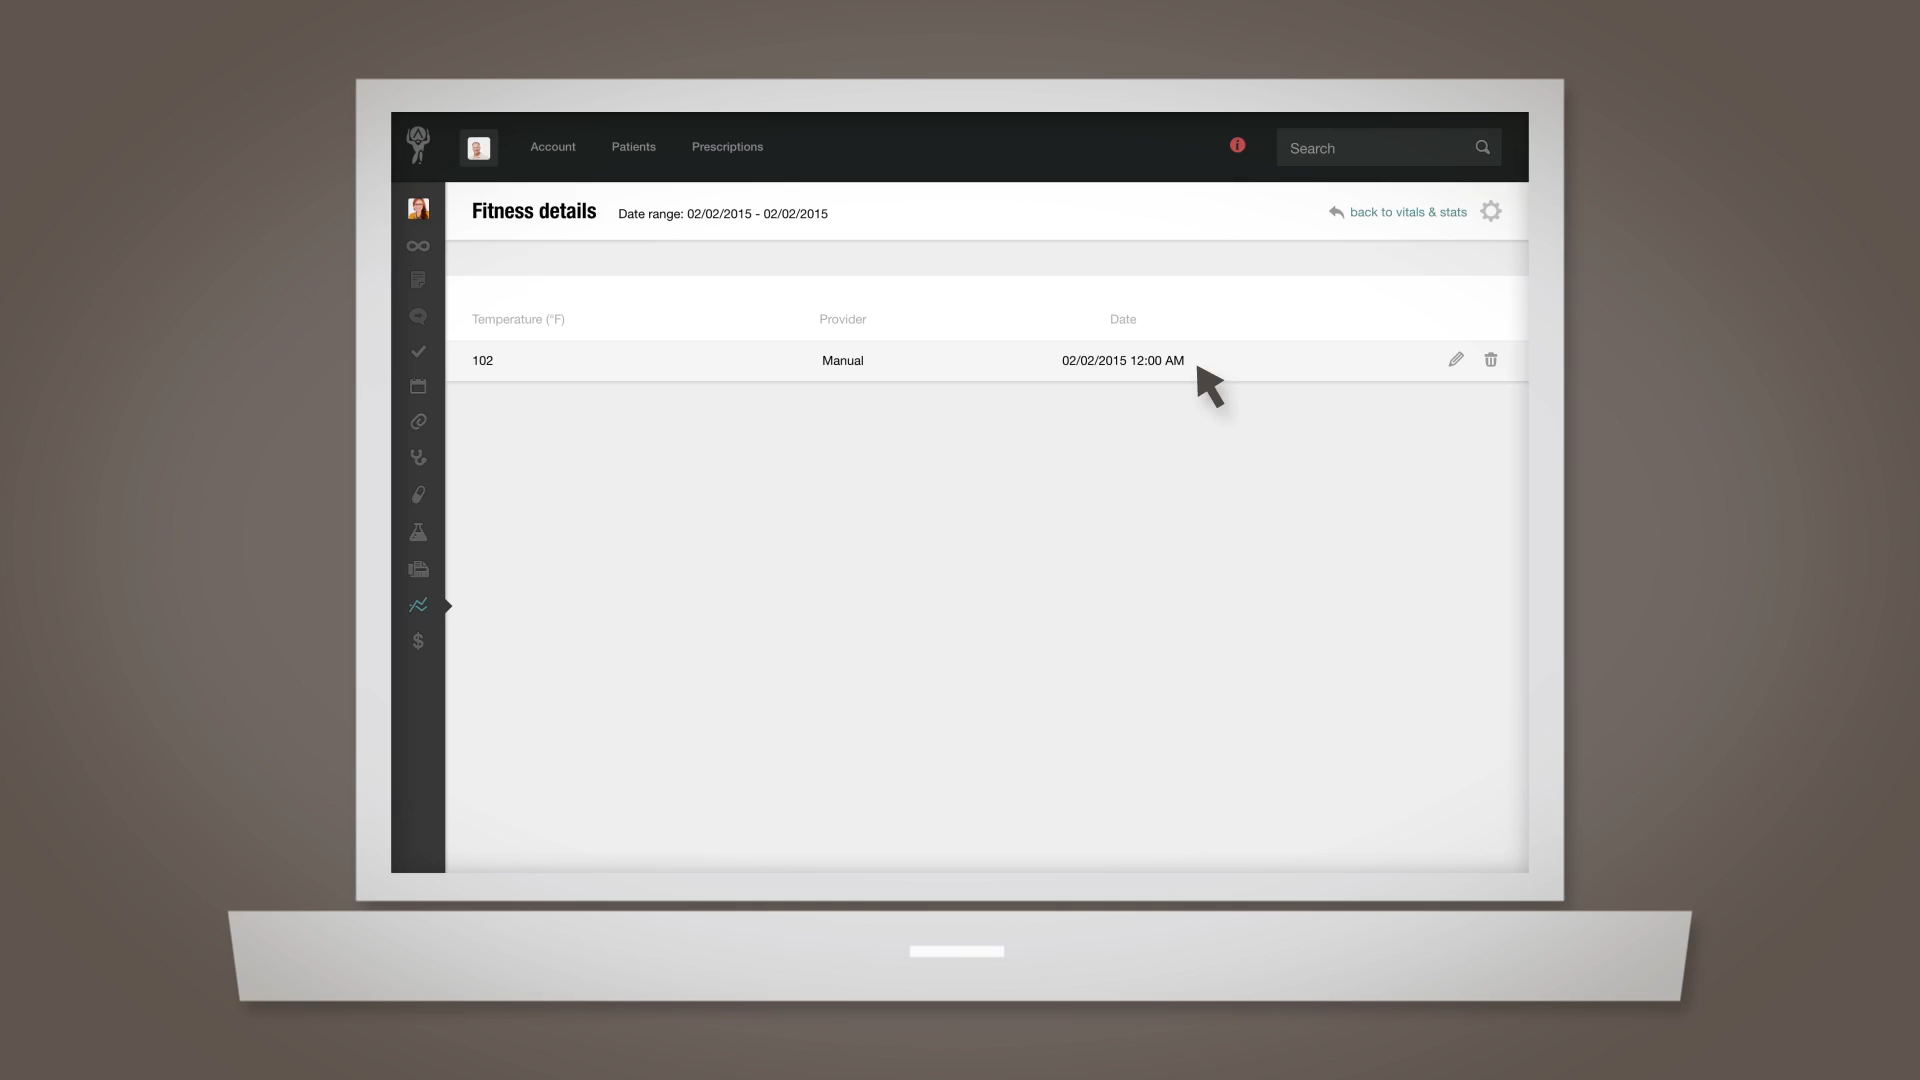 Account Patients Prescriptions Search
Fitness details Date range: 02/02/2015 - 02/02/2015 back to vitals & stats
Temperature (°F) Provider Date
102 Manual 02/02/2015 12:00 AM